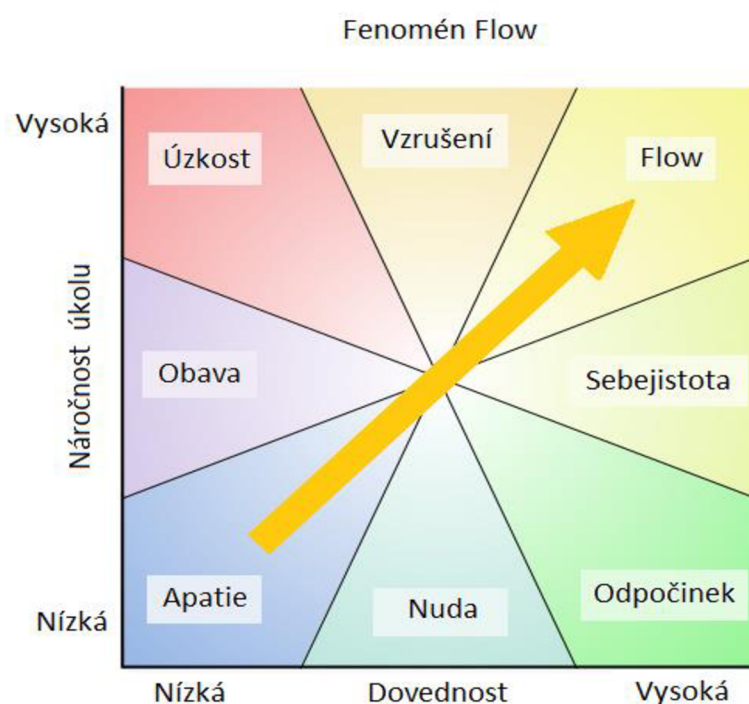 Fenomén Flow
Vysoká
Úzkost
Vzrušení
Flow
Náročnost úkolu
Obava
Sebejistota
Apatie
Nuda
Odpočinek
Nízká
Nízká
Dovednost
Vysoká